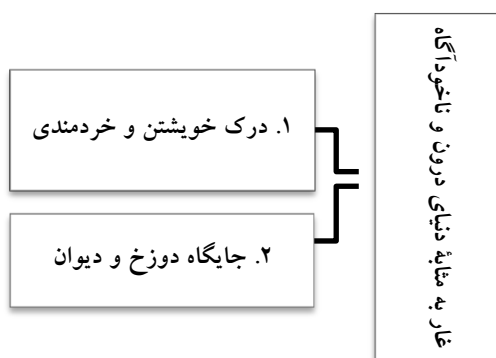 غار به مثابهٔ دنیای درون و ناخودآگاه
۱. درک خویشتن و خردمندی
۲. جایگاه دوزخ و دیوان